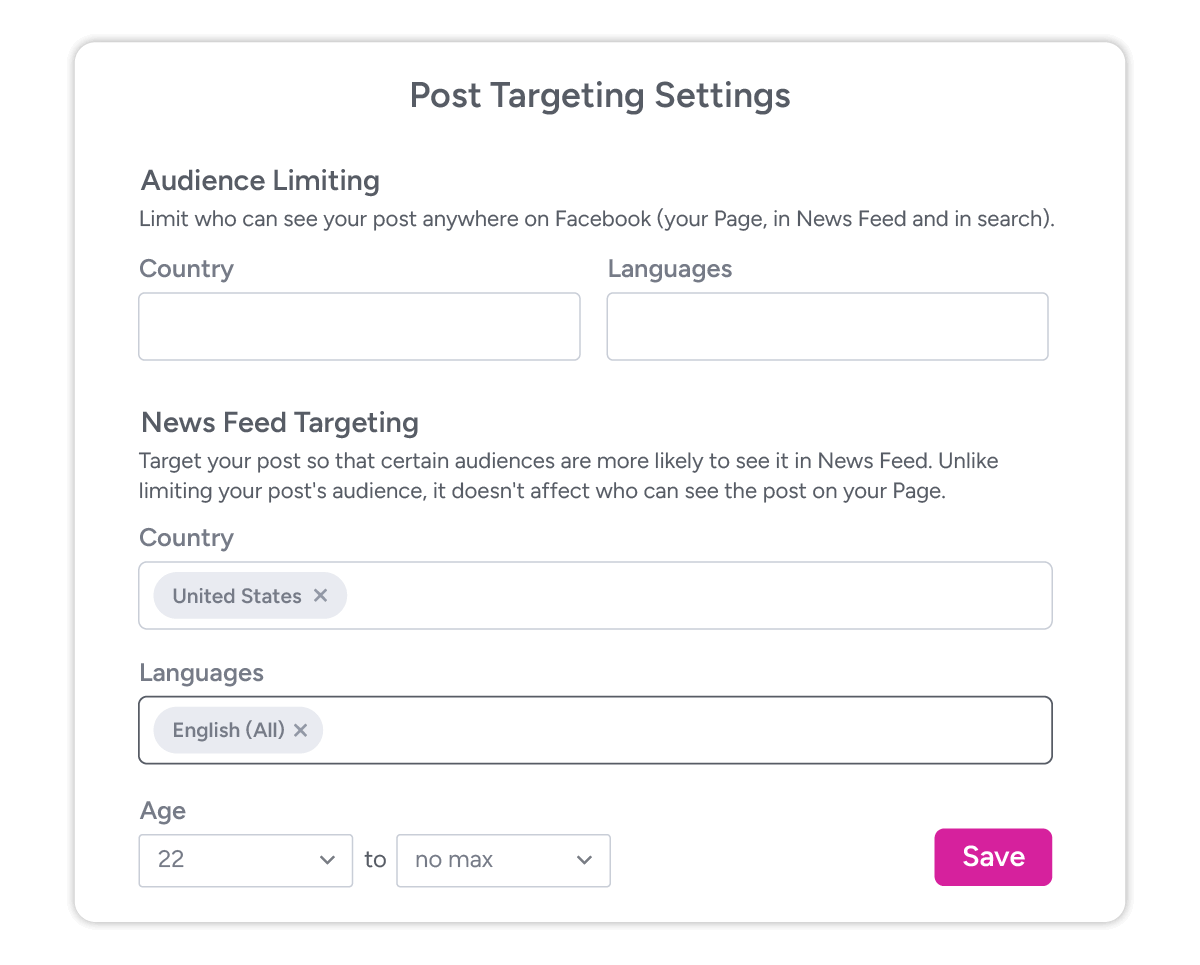 Post Targeting Settings
Audience Limiting
Limit who can see your post anywhere on Facebook (your Page, in News Feed and in search).
Country
Languages
News Feed Targeting
Target your post so that certain audiences are more likely to see it in News Feed. Unlike
limiting your post's audience, it doesn't affect who can see the post on your Page.
Country
United States ×
Languages
English (All) ×
Age
22 to no max
Save